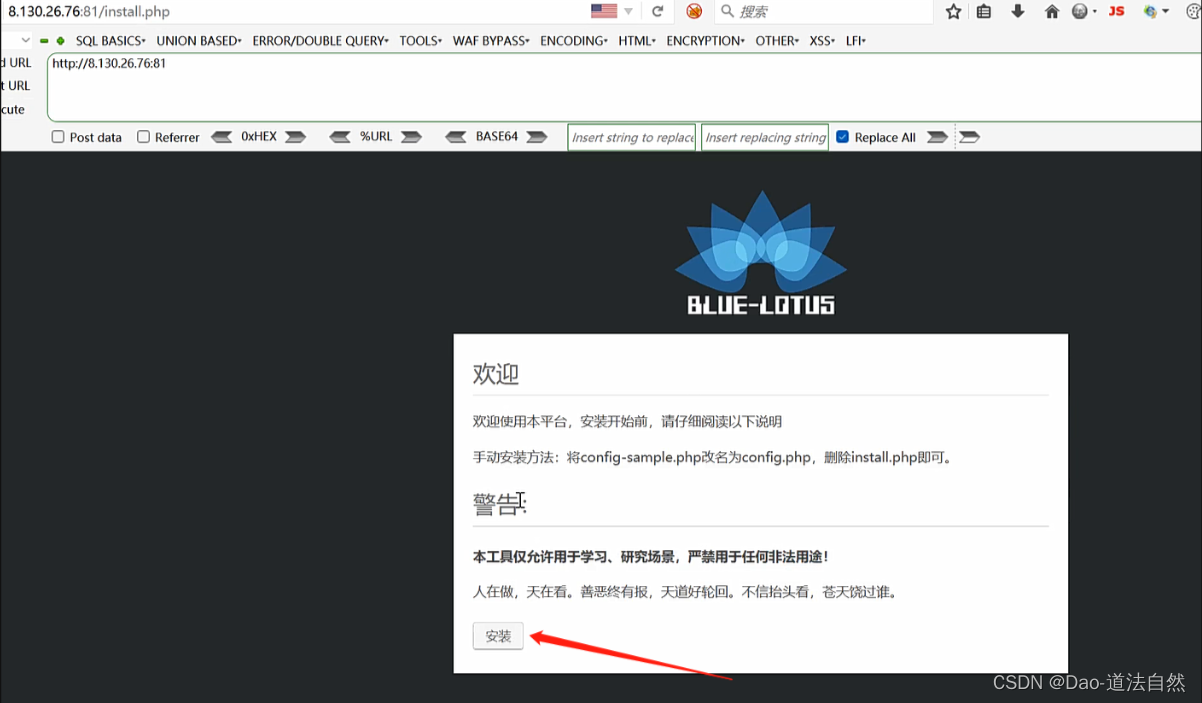 8.130.26.76:81/install.php
搜索
JS
SQL BASICS UNION BASED ERROR/DOUBLE QUERY TOOLS WAF BYPASS ENCODING HTML ENCRYPTION OTHER XSS LFI
d URL
http://8.130.26.76:81
t URL
cute
Post data Referrer 0xHEX %URL BASE64 Insert string to replace Insert replacing string Replace All
BLUE-LOTUS
欢迎
欢迎使用本平台，安装开始前，请仔细阅读以下说明
手动安装方法：将config-sample.php改名为config.php，删除install.php即可。
警告:
本工具仅允许用于学习、研究场景，严禁用于任何非法用途！
人在做，天在看。善恶终有报，天道好轮回。不信抬头看，苍天饶过谁。
安装
CSDN @Dao-道法自然